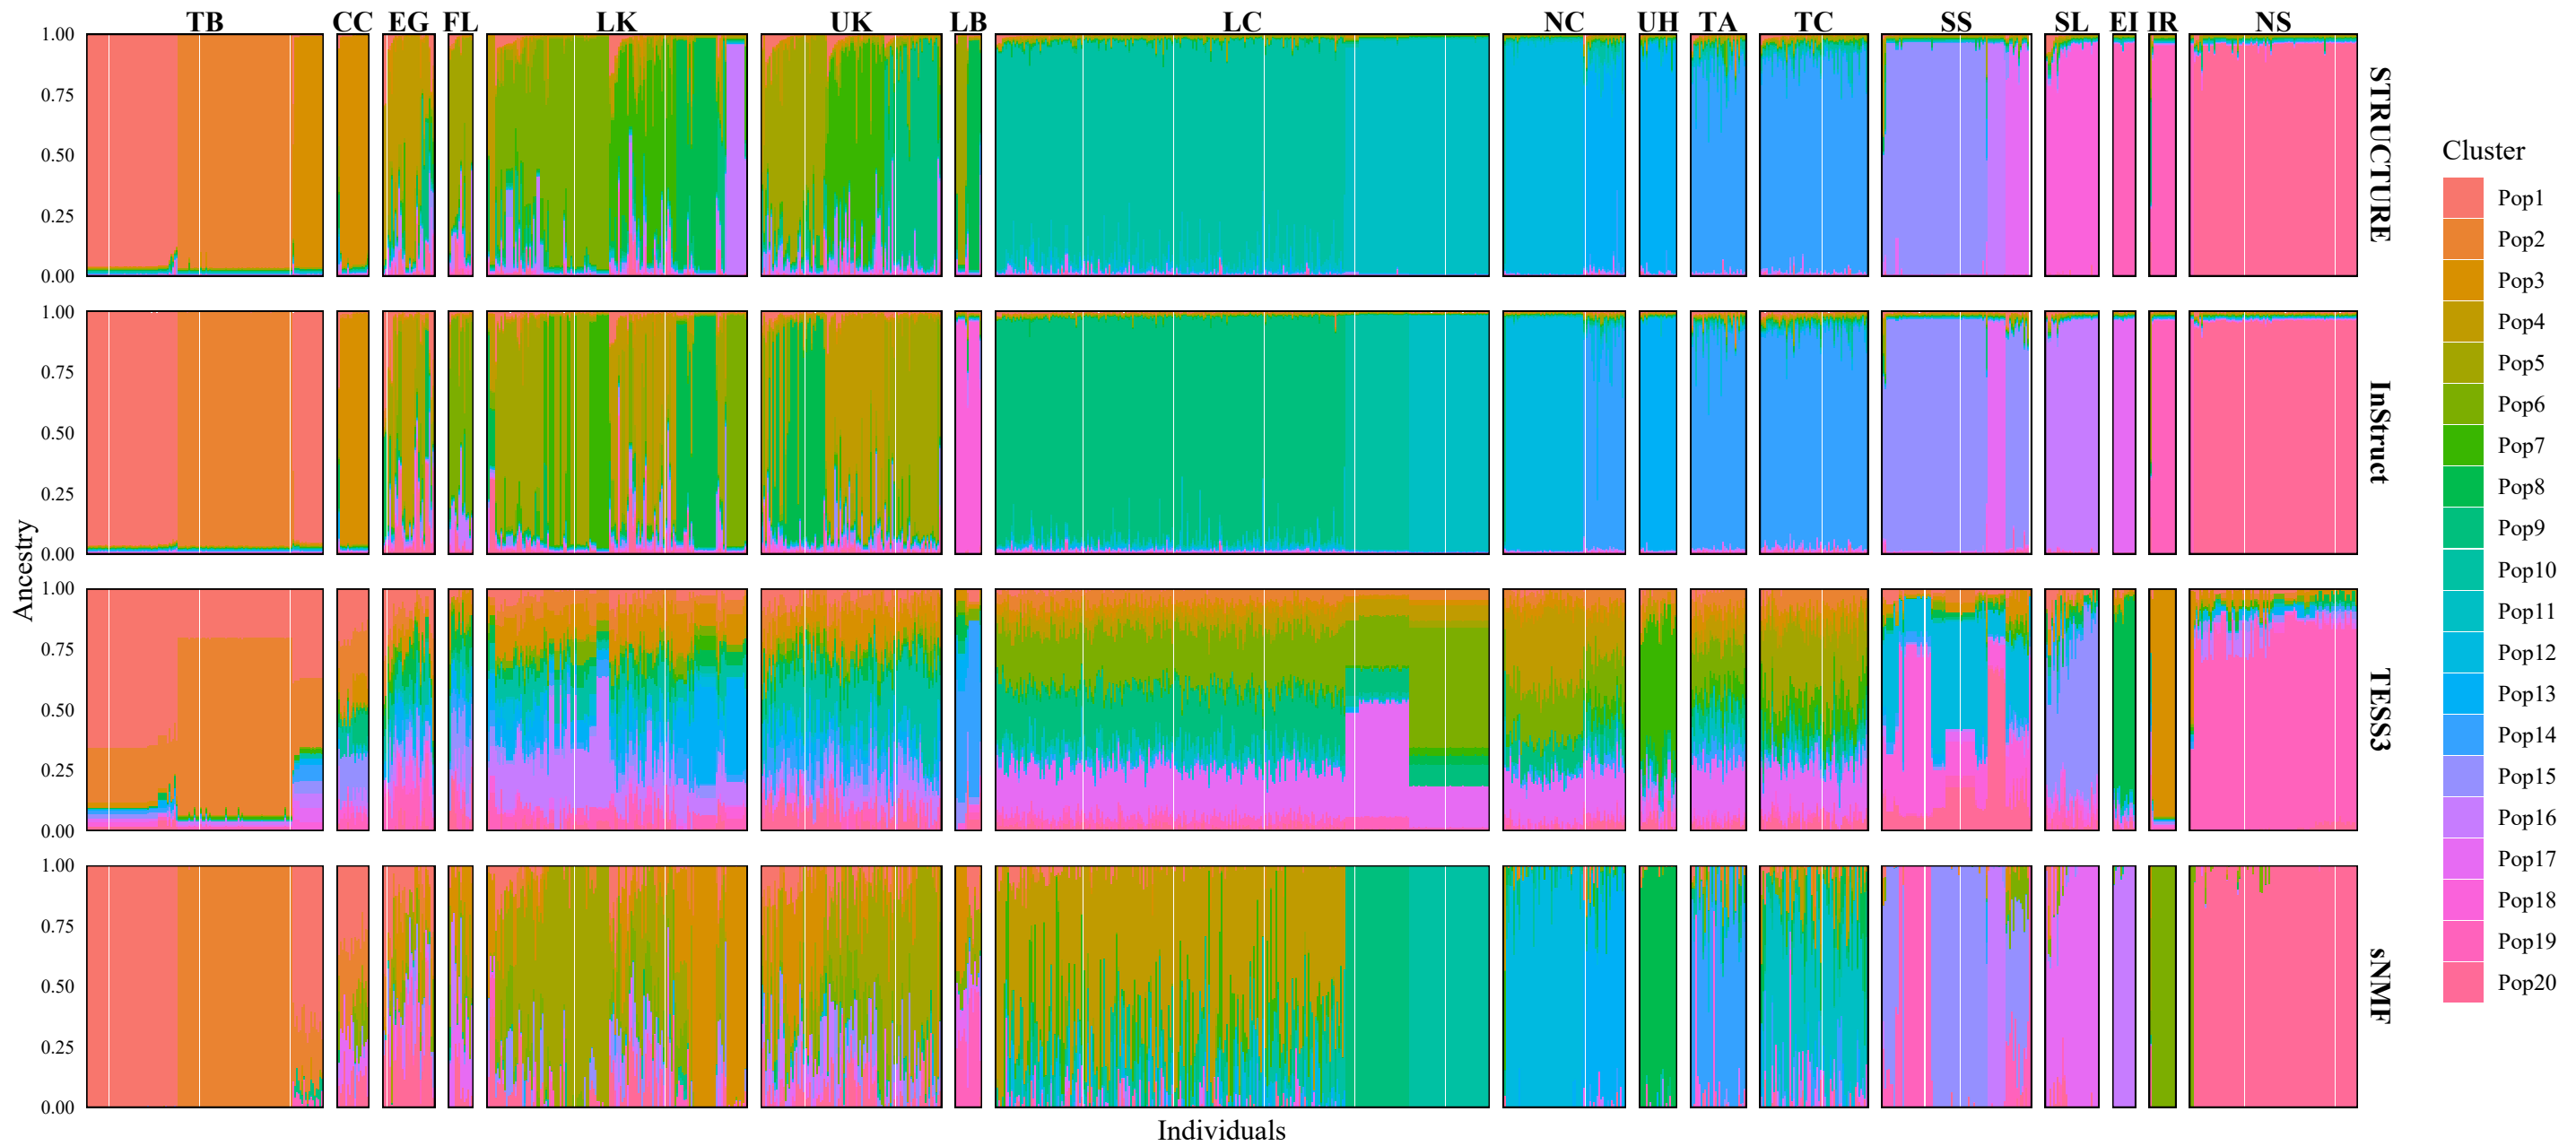 TB CC EG FL LK UK LB LC NC UH TA TC SS SL EI IR NS
1.00
0.75
0.50
0.25
0.00
STRUCTURE
1.00
0.75
0.50
0.25
0.00
InStruct
1.00
0.75
0.50
0.25
0.00
TESS3
1.00
0.75
0.50
0.25
0.00
sNMF
Ancestry
Individuals
Cluster
Pop1
Pop2
Pop3
Pop4
Pop5
Pop6
Pop7
Pop8
Pop9
Pop10
Pop11
Pop12
Pop13
Pop14
Pop15
Pop16
Pop17
Pop18
Pop19
Pop20